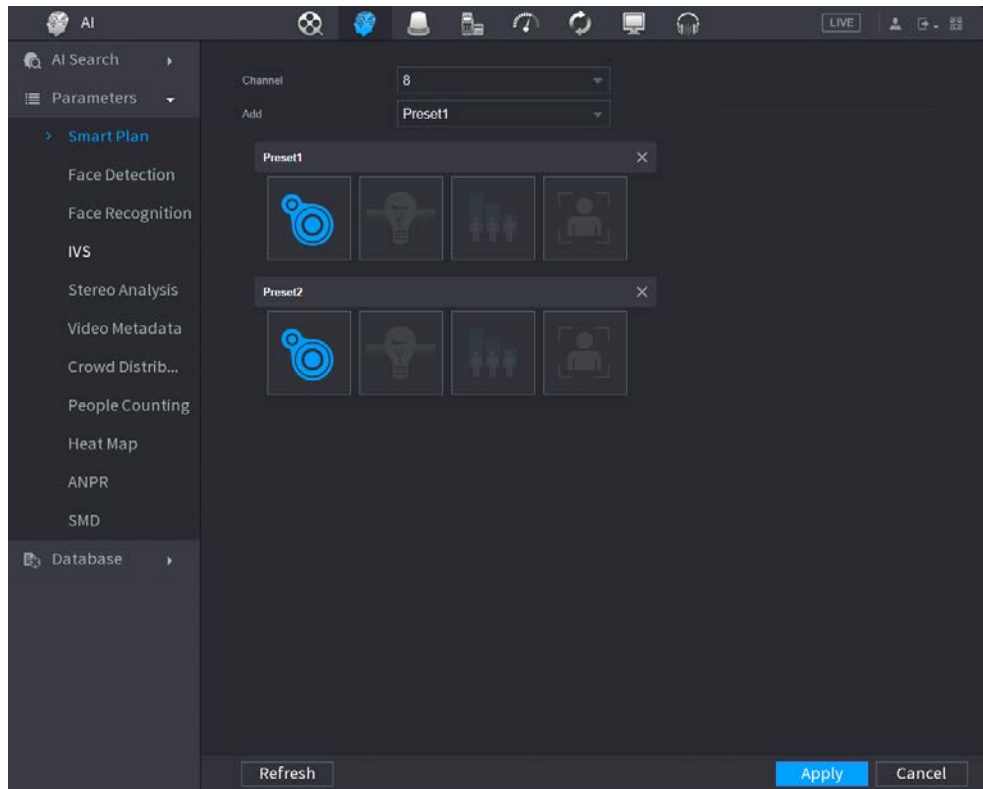 AI
LIVE
AI Search
Parameters
Smart Plan
Face Detection
Face Recognition
IVS
Stereo Analysis
Video Metadata
Crowd Distrib...
People Counting
Heat Map
ANPR
SMD
Database
Channel 8
Add Preset1
Preset1
Preset2
Refresh Apply Cancel